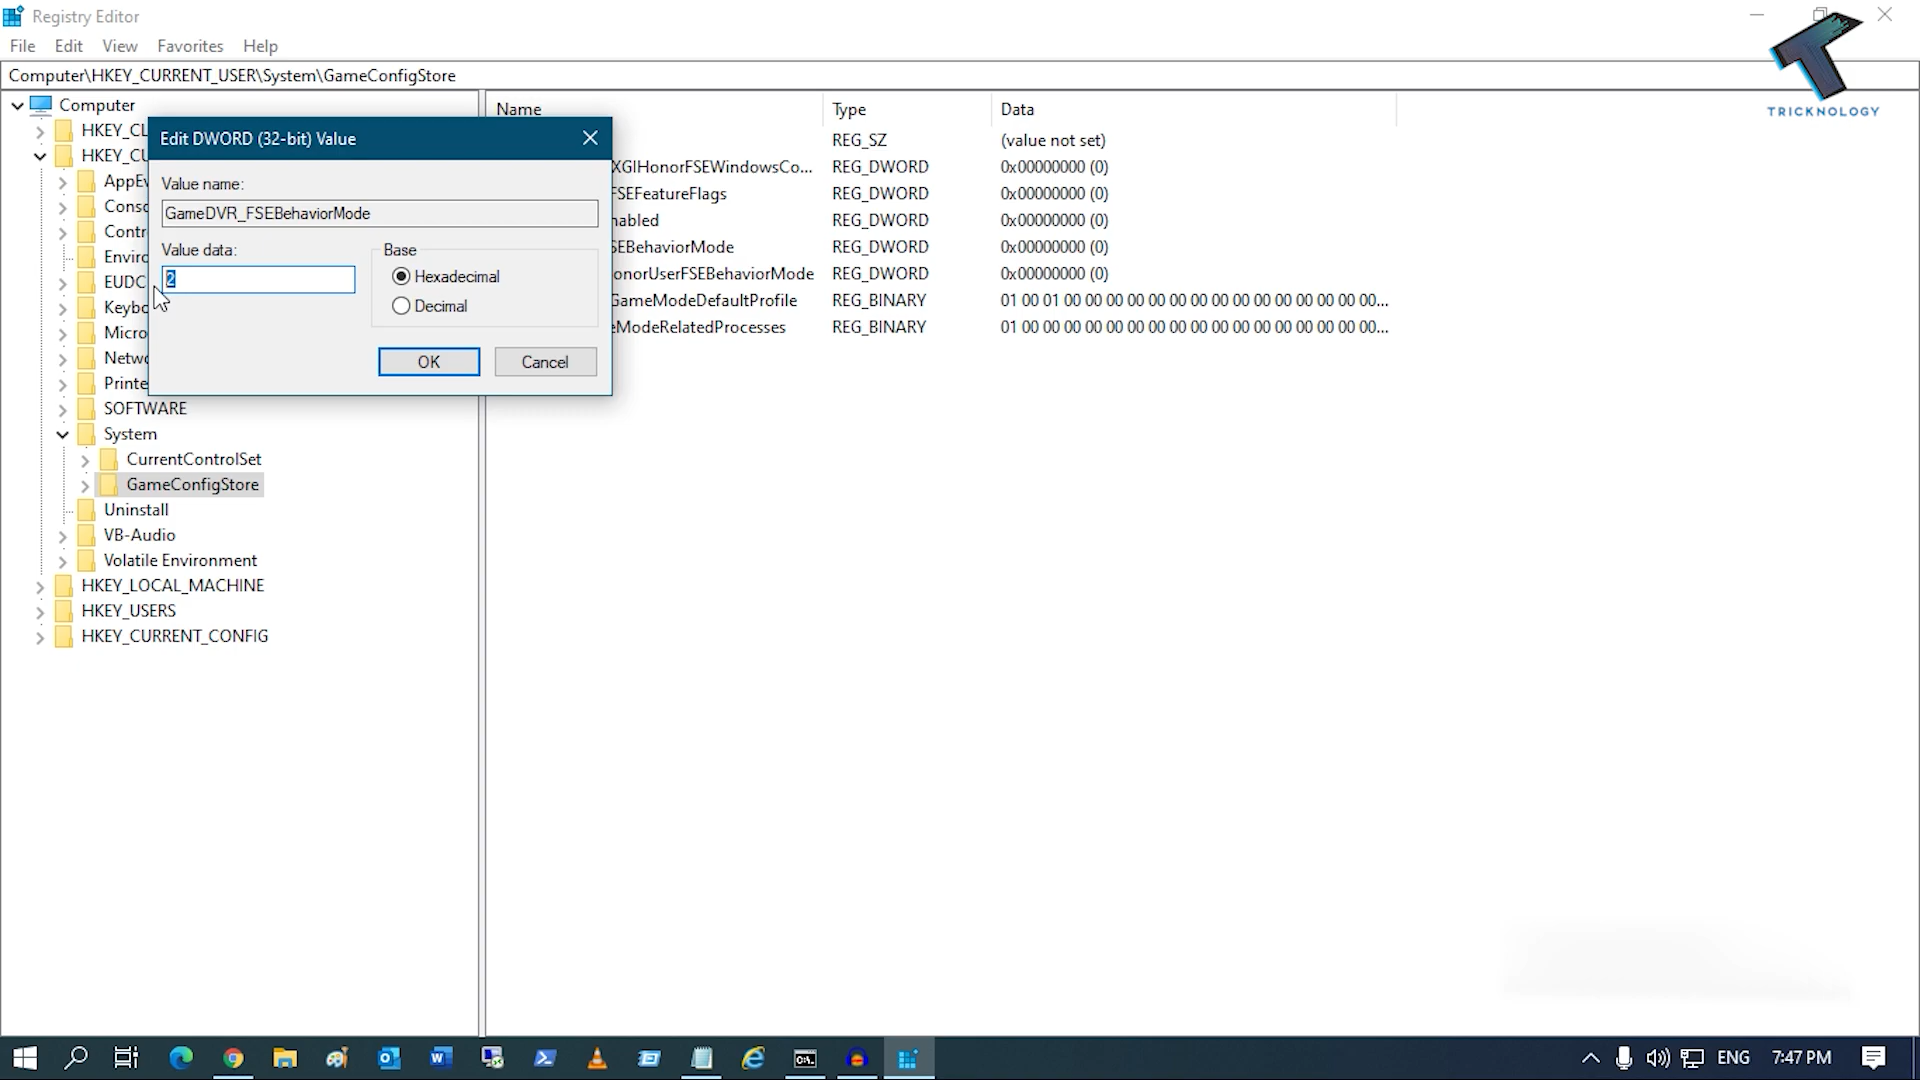 Registry Editor
File Edit View Favorites Help
Computer\HKEY_CURRENT_USER\System\GameConfigStore
TRICKNOLOGY
Computer
HKEY_CL
HKEY_CU
AppEv
Conso
Contr
Enviro
EUDC
Keybo
Micro
Netwo
Printe
SOFTWARE
System
CurrentControlSet
GameConfigStore
Uninstall
VB-Audio
Volatile Environment
HKEY_LOCAL_MACHINE
HKEY_USERS
HKEY_CURRENT_CONFIG
Edit DWORD (32-bit) Value
Value name:
GameDVR_FSEBehaviorMode
Value data:
2
Base
Hexadecimal
Decimal
OK Cancel
Name Type Data
REG_SZ (value not set)
XGIHonorFSEWindowsCo... REG_DWORD 0x00000000 (0)
FSEFeatureFlags REG_DWORD 0x00000000 (0)
nabled REG_DWORD 0x00000000 (0)
SEBehaviorMode REG_DWORD 0x00000000 (0)
onorUserFSEBehaviorMode REG_DWORD 0x00000000 (0)
GameModeDefaultProfile REG_BINARY 01 00 01 00 00 00 00 00 00 00 00 00 00 00 00 00 00...
eModeRelatedProcesses REG_BINARY 01 00 00 00 00 00 00 00 00 00 00 00 00 00 00 00 00...
ENG 7:47 PM